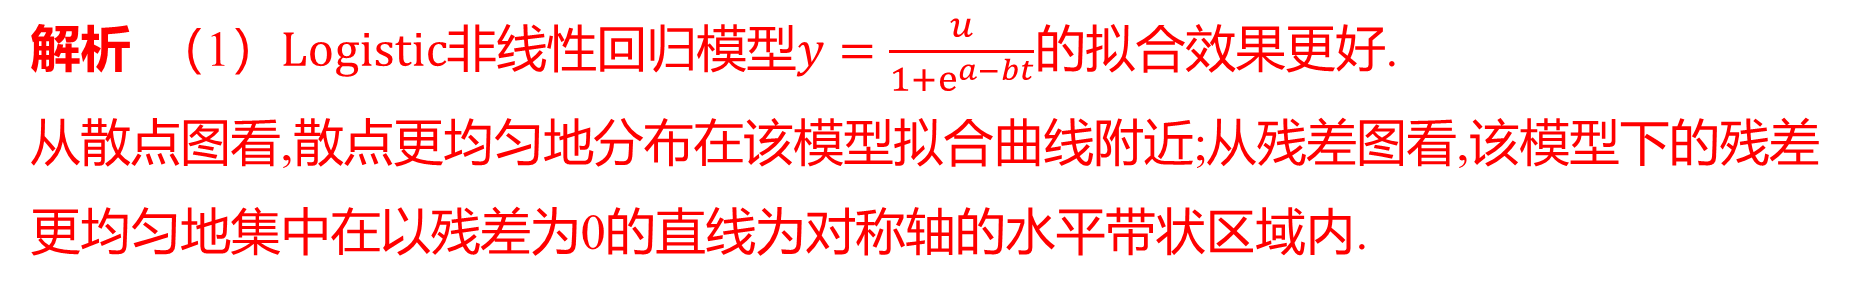 解析 （1）Logistic非线性回归模型$y=\frac{u}{1+\mathrm{e}^{a-bt}}$的拟合效果更好.
从散点图看,散点更均匀地分布在该模型拟合曲线附近;从残差图看,该模型下的残差
更均匀地集中在以残差为0的直线为对称轴的水平带状区域内.